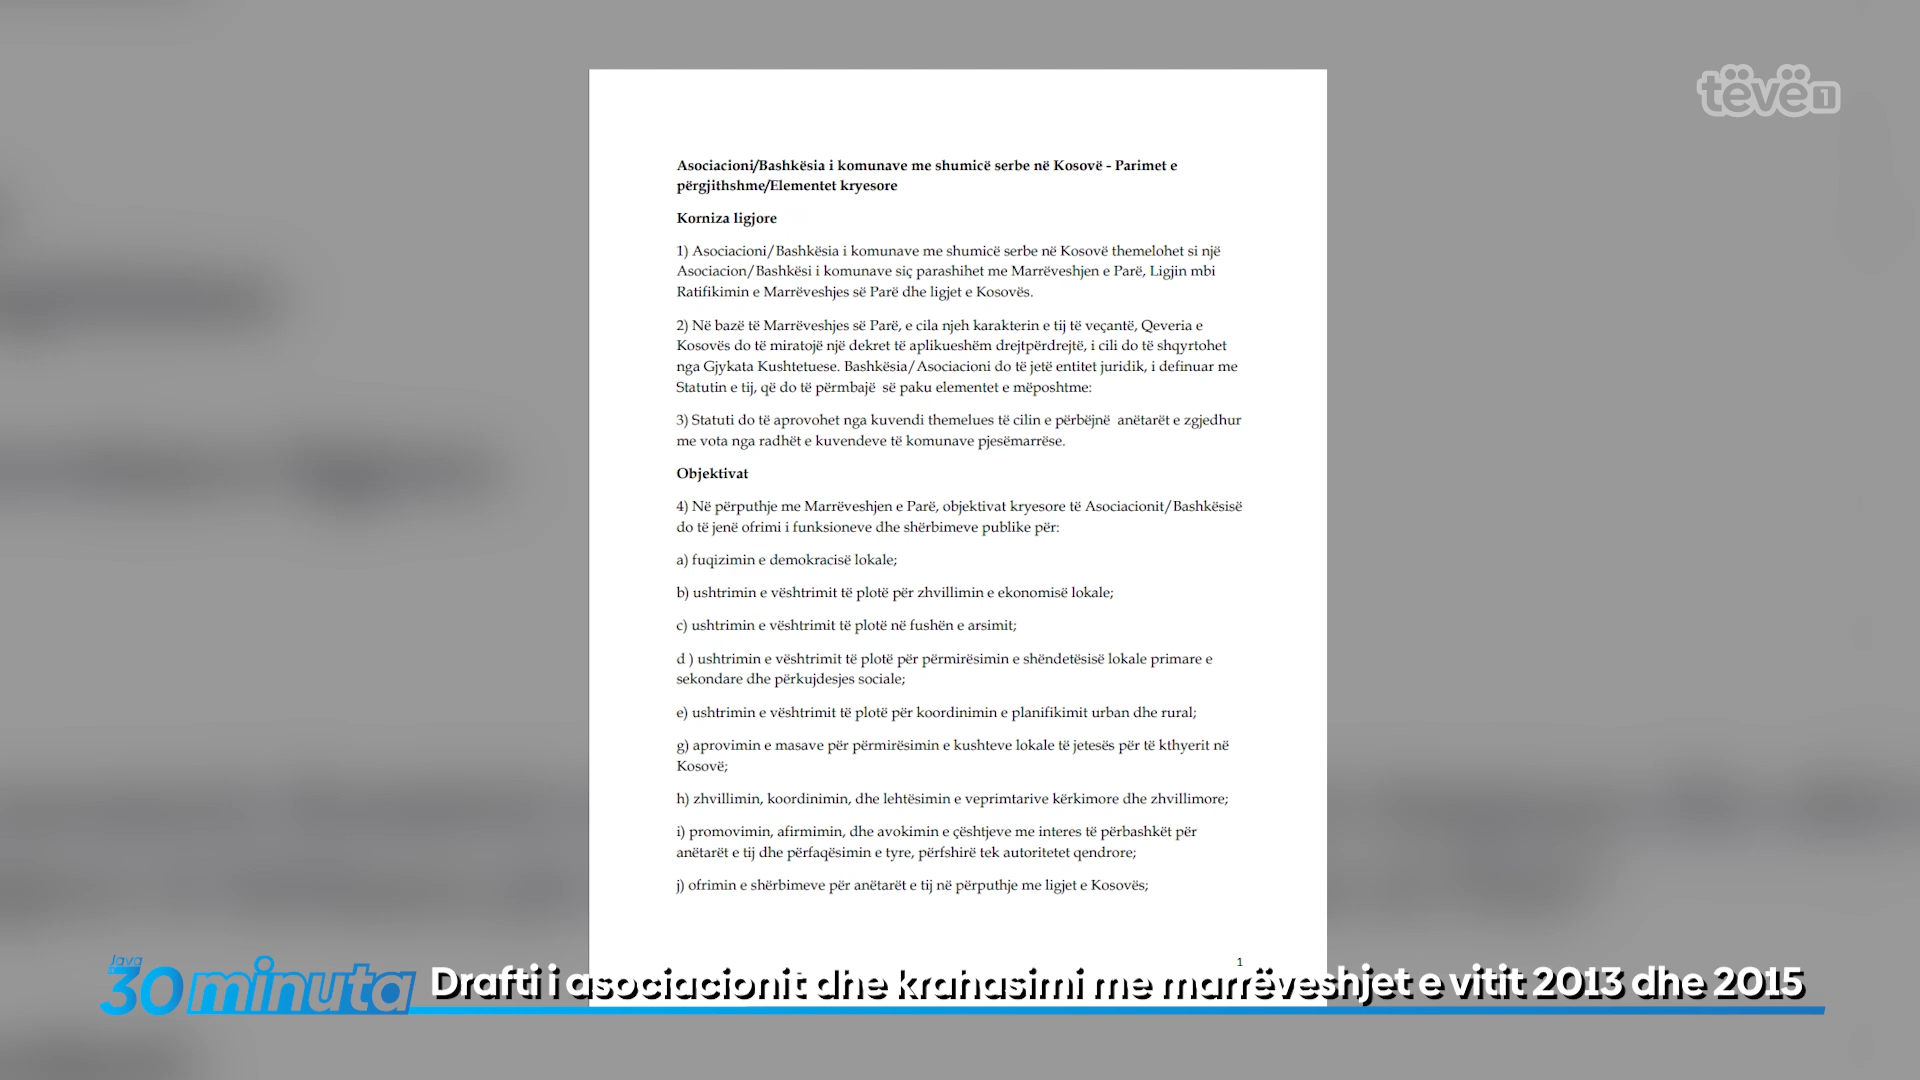 tëvë1
Asociacioni/Bashkësia i komunave me shumicë serbe në Kosovë - Parimet e
përgjithshme/Elementet kryesore
Korniza ligjore
1) Asociacioni/Bashkësia i komunave me shumicë serbe në Kosovë themelohet si një
Asociacion/Bashkësi i komunave siç parashihet me Marrëveshjen e Parë, Ligjin mbi
Ratifikimin e Marrëveshjes së Parë dhe ligjet e Kosovës.
2) Në bazë të Marrëveshjes së Parë, e cila njeh karakterin e tij të veçantë, Qeveria e
Kosovës do të miratojë një dekret të aplikueshëm drejtpërdrejtë, i cili do të shqyrtohet
nga Gjykata Kushtetuese. Bashkësia/Asociacioni do të jetë entitet juridik, i definuar me
Statutin e tij, që do të përmbajë së paku elementet e mëposhtme:
3) Statuti do të aprovohet nga kuvendi themelues të cilin e përbëjnë anëtarët e zgjedhur
me vota nga radhët e kuvendeve të komunave pjesëmarrëse.
Objektivat
4) Në përputhje me Marrëveshjen e Parë, objektivat kryesore të Asociacionit/Bashkësisë
do të jenë ofrimi i funksioneve dhe shërbimeve publike për:
a) fuqizimin e demokracisë lokale;
b) ushtrimin e vështrimit të plotë për zhvillimin e ekonomisë lokale;
c) ushtrimin e vështrimit të plotë në fushën e arsimit;
d ) ushtrimin e vështrimit të plotë për përmirësimin e shëndetësisë lokale primare e
sekondare dhe përkujdesjes sociale;
e) ushtrimin e vështrimit të plotë për koordinimin e planifikimit urban dhe rural;
g) aprovimin e masave për përmirësimin e kushteve lokale të jetesës për të kthyerit në
Kosovë;
h) zhvillimin, koordinimin, dhe lehtësimin e veprimtarive kërkimore dhe zhvillimore;
i) promovimin, afirmimin, dhe avokimin e çështjeve me interes të përbashkët për
anëtarët e tij dhe përfaqësimin e tyre, përfshirë tek autoritetet qendrore;
j) ofrimin e shërbimeve për anëtarët e tij në përputhje me ligjet e Kosovës;
1
Java
30 minuta
Drafti i asociacionit dhe krahasimi me marrëveshjet e vitit 2013 dhe 2015